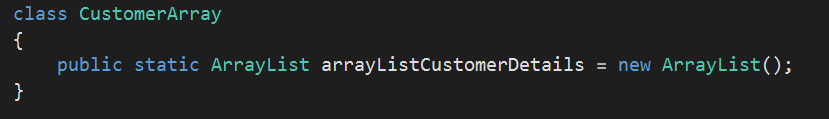 class CustomerArray
{
    public static ArrayList arrayListCustomerDetails = new ArrayList();
}